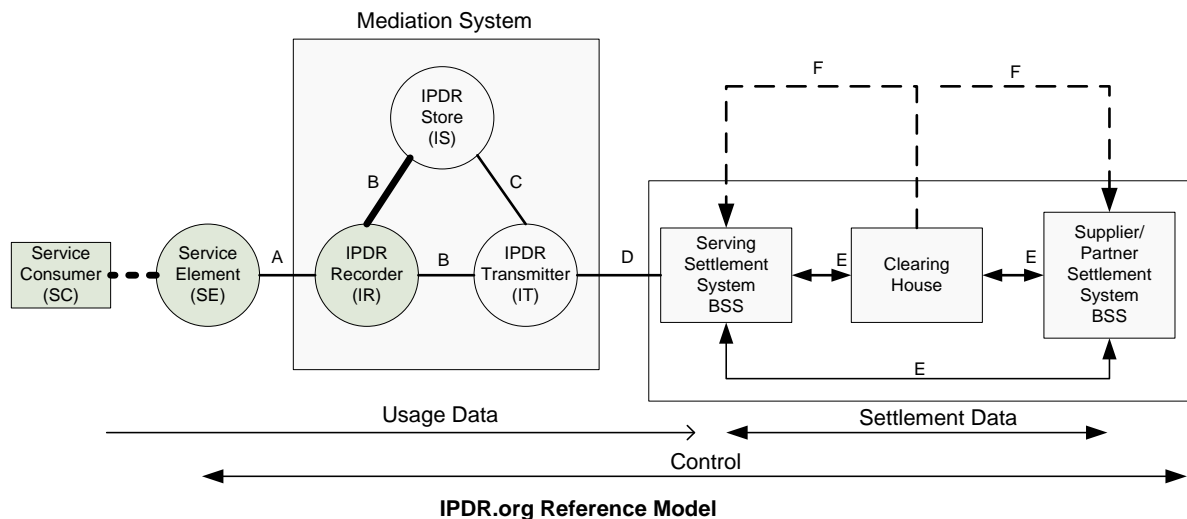 Mediation System
F
F
IPDR
Store
(IS)
B
C
Service
Consumer
(SC)
Service
Element
(SE)
A
IPDR
Recorder
(IR)
B
IPDR
Transmitter
(IT)
D
Serving
Settlement
System
BSS
E
Clearing
House
E
Supplier/
Partner
Settlement
System
BSS
E
Usage Data
Settlement Data
Control
IPDR.org Reference Model